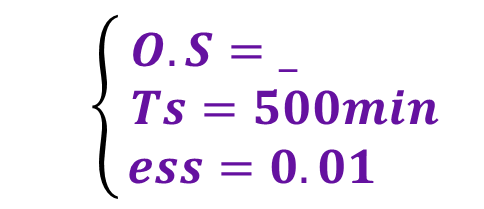 O.S = _
Ts = 500min
ess = 0.01